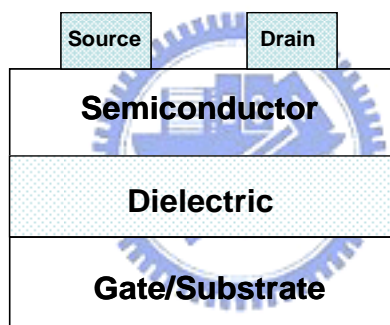 Source Drain
Semiconductor
Dielectric
Gate/Substrate